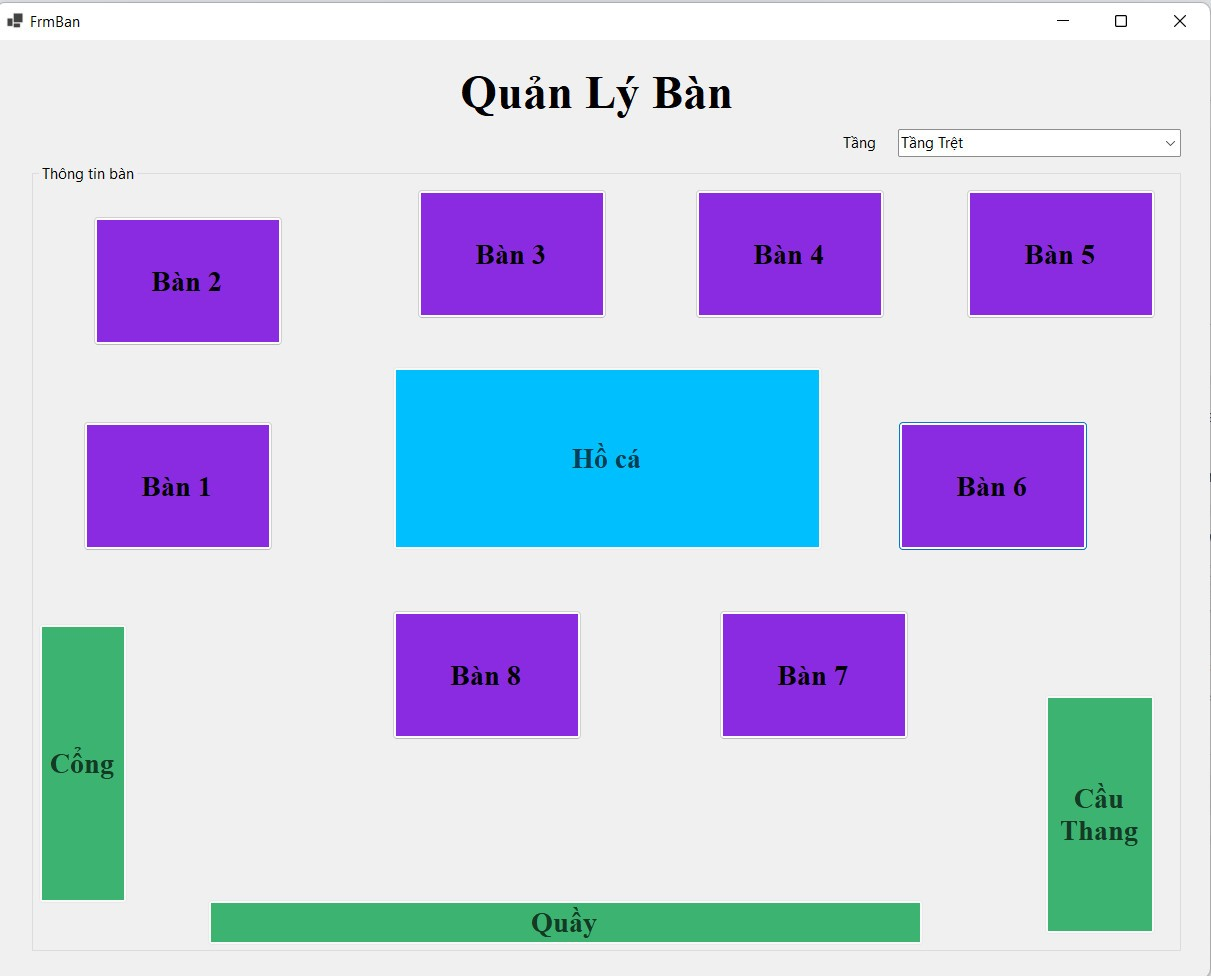 FrmBan
Quản Lý Bàn
Tầng
Tầng Trệt
Thông tin bàn
Bàn 2
Bàn 3
Bàn 4
Bàn 5
Bàn 1
Hồ cá
Bàn 6
Bàn 8
Bàn 7
Cổng
Cầu
Thang
Quầy